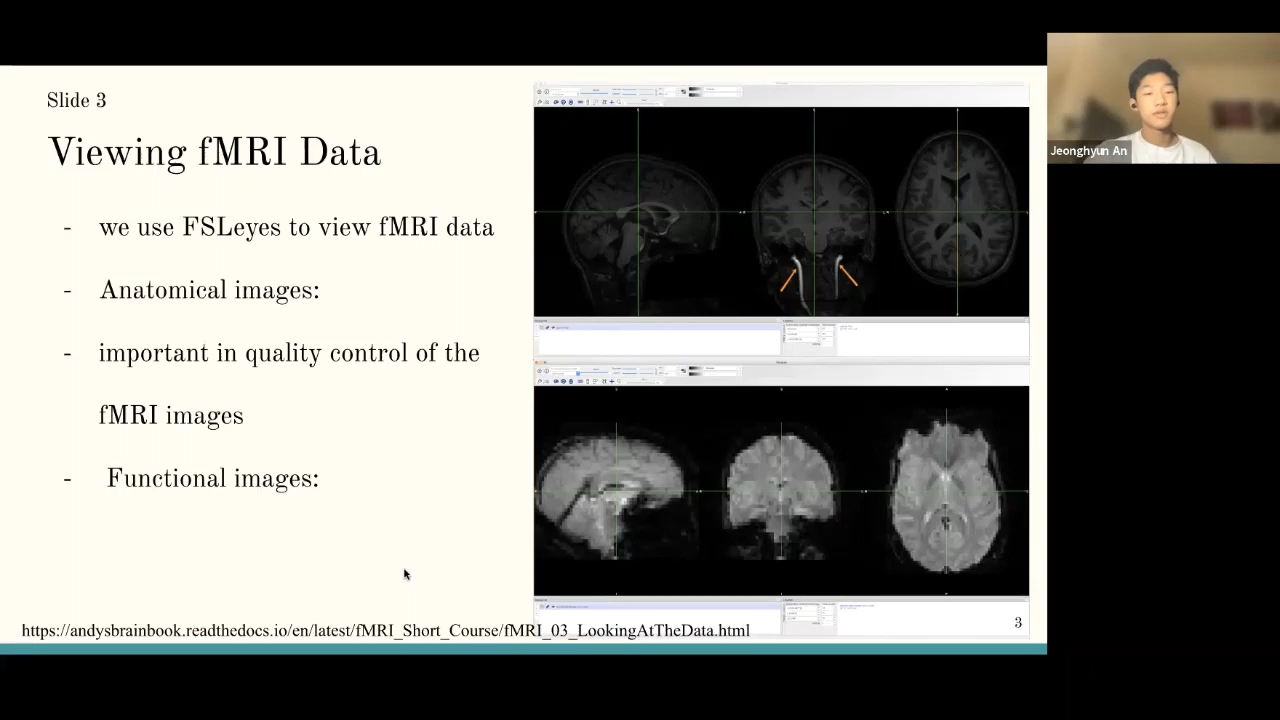 Slide 3
Viewing fMRI Data
- we use FSLeyes to view fMRI data
- Anatomical images:
- important in quality control of the
fMRI images
- Functional images:
https://andysbrainbook.readthedocs.io/en/latest/fMRI_Short_Course/fMRI_03_LookingAtTheData.html
3
Jeonghyun An